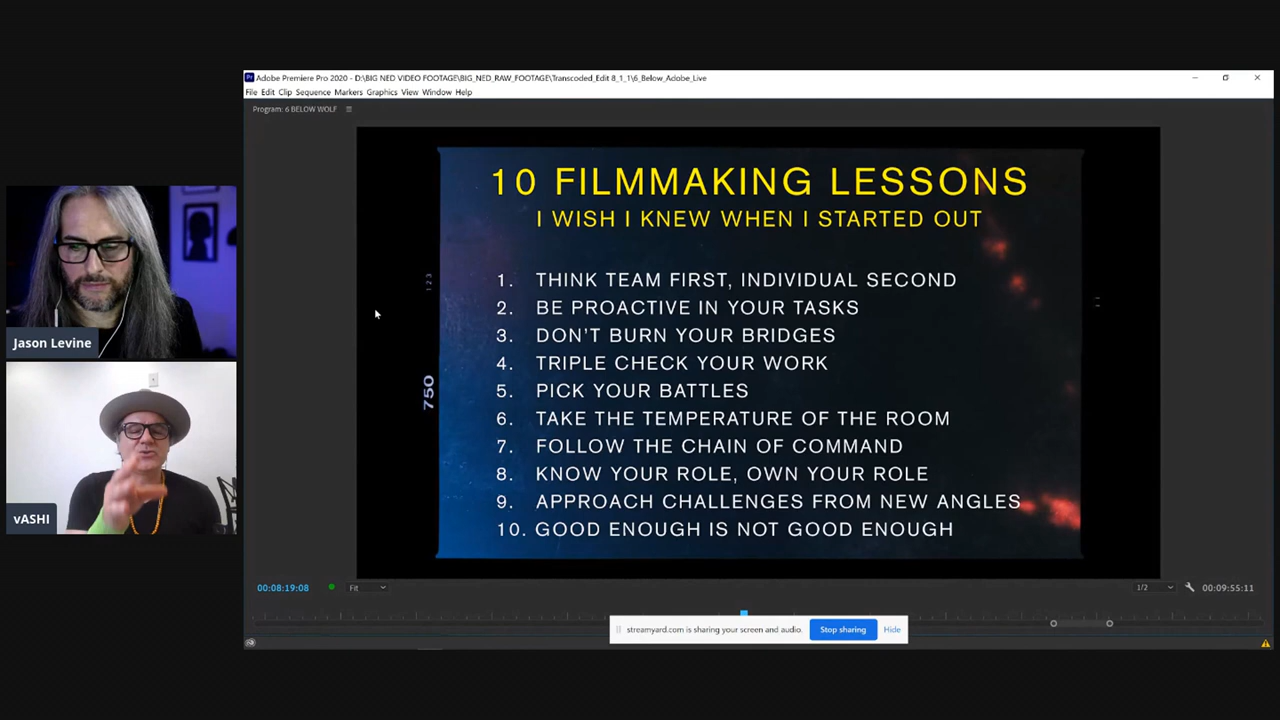 Adobe Premiere Pro 2020 - D:\BIG NED VIDEO FOOTAGE\BIG_NED_RAW_FOOTAGE\Transcoded_Edit 8_1_1\6_Below_Adobe_Live
File Edit Clip Sequence Markers Graphics View Window Help
Program: 6 BELOW WOLF
10 FILMMAKING LESSONS
I WISH I KNEW WHEN I STARTED OUT
1. THINK TEAM FIRST, INDIVIDUAL SECOND
2. BE PROACTIVE IN YOUR TASKS
3. DON'T BURN YOUR BRIDGES
4. TRIPLE CHECK YOUR WORK
5. PICK YOUR BATTLES
6. TAKE THE TEMPERATURE OF THE ROOM
7. FOLLOW THE CHAIN OF COMMAND
8. KNOW YOUR ROLE, OWN YOUR ROLE
9. APPROACH CHALLENGES FROM NEW ANGLES
10. GOOD ENOUGH IS NOT GOOD ENOUGH
123
750
Jason Levine
vASHI
00:08:19:08
Fit
1/2
00:09:55:11
streamyard.com is sharing your screen and audio.
Stop sharing
Hide